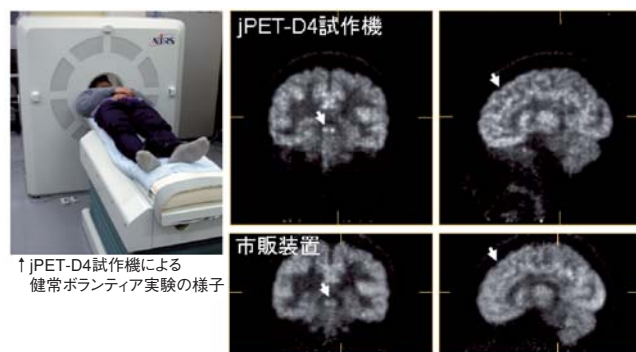 NIRS
jPET-D4試作機
市販装置
↑jPET-D4試作機による
健常ボランティア実験の様子